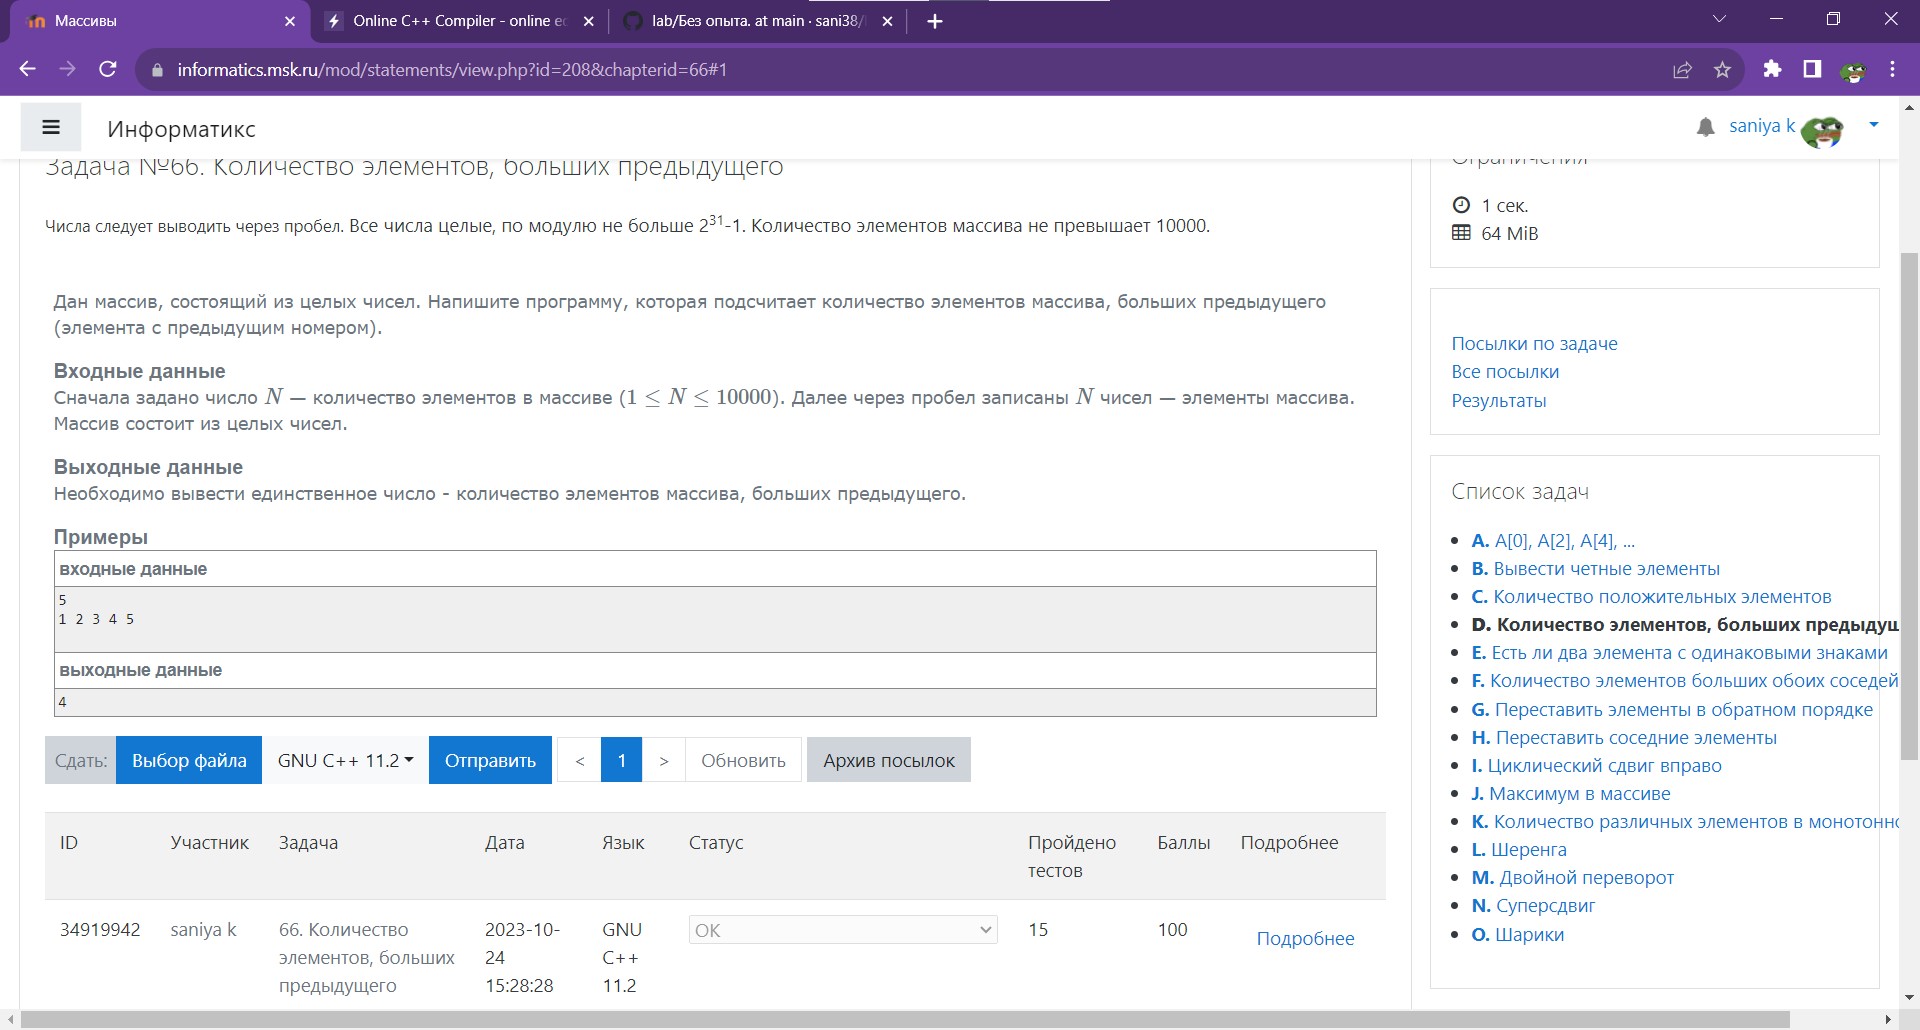 Массивы
Online C++ Compiler - online ec
lab/Без опыта. at main · sani38/
informatics.msk.ru/mod/statements/view.php?id=208&chapterid=66#1
Информатикс
saniya k
Задача №66. Количество элементов, больших предыдущего
Числа следует выводить через пробел. Все числа целые, по модулю не больше 2^31-1. Количество элементов массива не превышает 10000.
Дан массив, состоящий из целых чисел. Напишите программу, которая подсчитает количество элементов массива, больших предыдущего
(элемента с предыдущим номером).
Входные данные
Сначала задано число N — количество элементов в массиве (1 ≤ N ≤ 10000). Далее через пробел записаны N чисел — элементы массива.
Массив состоит из целых чисел.
Выходные данные
Необходимо вывести единственное число - количество элементов массива, больших предыдущего.
Примеры
входные данные
5
1 2 3 4 5
выходные данные
4
Сдать: Выбор файла GNU C++ 11.2 Отправить < 1 > Обновить Архив посылок
ID Участник Задача Дата Язык Статус Пройдено Баллы Подробнее
тестов
34919942 saniya k 66. Количество 2023-10- GNU OK 15 100 Подробнее
элементов, больших 24 C++
предыдущего 15:28:28 11.2
Ограничения
1 сек.
64 MiB
Посылки по задаче
Все посылки
Результаты
Список задач
A. A[0], A[2], A[4], ...
B. Вывести четные элементы
C. Количество положительных элементов
D. Количество элементов, больших предыдущ
E. Есть ли два элемента с одинаковыми знаками
F. Количество элементов больших обоих соседей
G. Переставить элементы в обратном порядке
H. Переставить соседние элементы
I. Циклический сдвиг вправо
J. Максимум в массиве
K. Количество различных элементов в монотонно
L. Шеренга
M. Двойной переворот
N. Суперсдвиг
O. Шарики